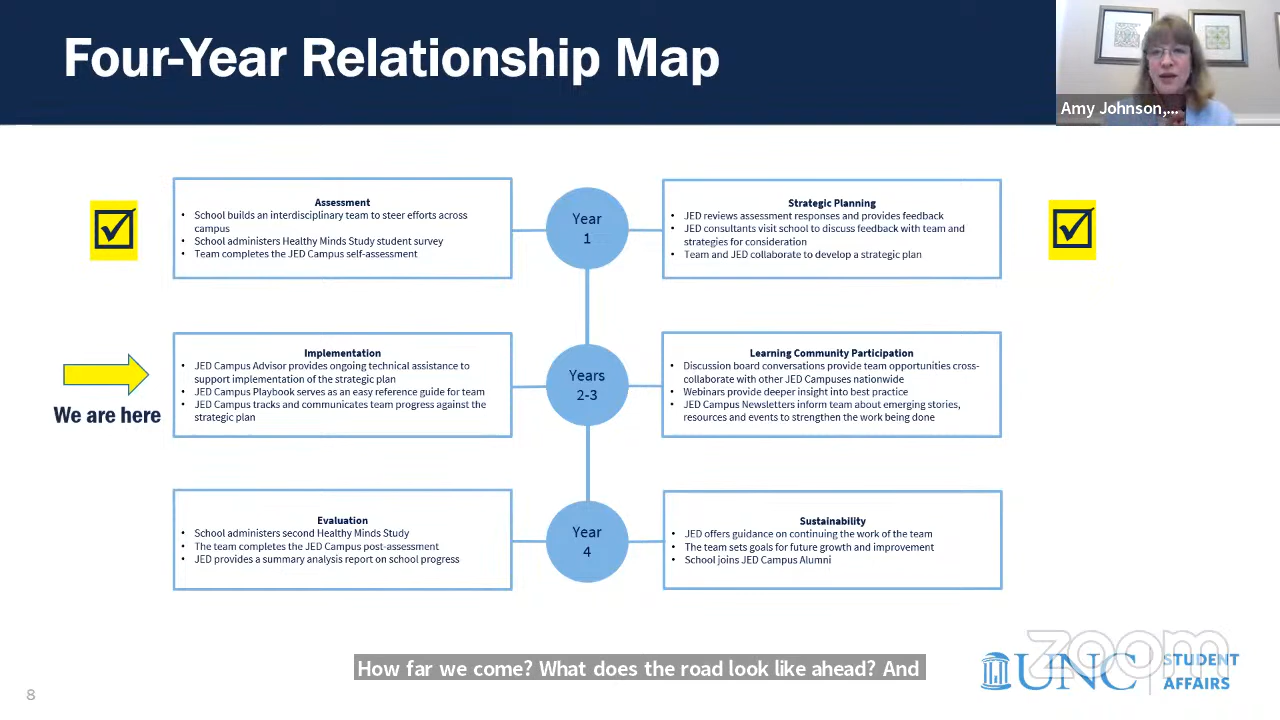 Four-Year Relationship Map
Amy Johnson,...
Assessment
• School builds an interdisciplinary team to steer efforts across
campus
• School administers Healthy Minds Study student survey
• Team completes the JED Campus self-assessment
Year
1
Strategic Planning
• JED reviews assessment responses and provides feedback
• JED consultants visit school to discuss feedback with team and
strategies for consideration
• Team and JED collaborate to develop a strategic plan
We are here
Implementation
• JED Campus Advisor provides ongoing technical assistance to
support implementation of the strategic plan
• JED Campus Playbook serves as an easy reference guide for team
• JED Campus tracks and communicates team progress against the
strategic plan
Years
2-3
Learning Community Participation
• Discussion board conversations provide team opportunities cross-
collaborate with other JED Campuses nationwide
• Webinars provide deeper insight into best practice
• JED Campus Newsletters inform team about emerging stories,
resources and events to strengthen the work being done
Evaluation
• School administers second Healthy Minds Study
• The team completes the JED Campus post-assessment
• JED provides a summary analysis report on school progress
Year
4
Sustainability
• JED offers guidance on continuing the work of the team
• The team sets goals for future growth and improvement
• School joins JED Campus Alumni
How far we come? What does the road look like ahead? And
zoom
UNC
STUDENT
AFFAIRS
8